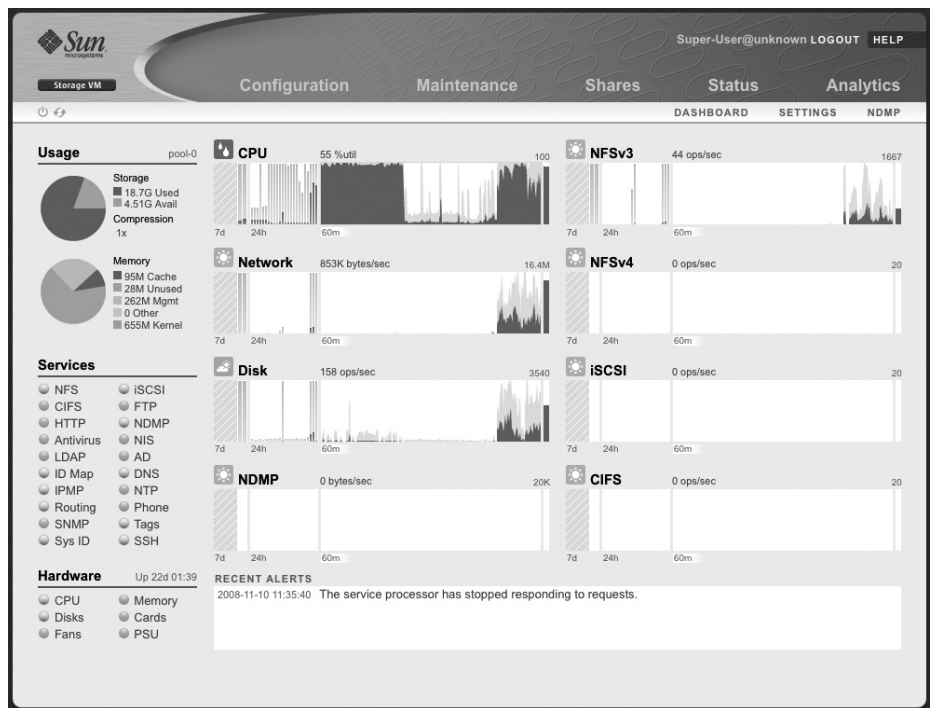 Sun
microsystems
Super-User@unknown LOGOUT HELP
Storage VM
Configuration Maintenance Shares Status Analytics
DASHBOARD SETTINGS NDMP
Usage pool-0
Storage
18.7G Used
4.51G Avail
Compression
1x
Memory
95M Cache
28M Unused
262M Mgmt
0 Other
655M Kernel
Services
NFS iSCSI
CIFS FTP
HTTP NDMP
Antivirus NIS
LDAP AD
ID Map DNS
IPMP NTP
Routing Phone
SNMP Tags
Sys ID SSH
Hardware Up 22d 01:39
CPU Memory
Disks Cards
Fans PSU
CPU 55 %util 100
7d 24h 60m
NFSv3 44 ops/sec 1667
7d 24h 60m
Network 853K bytes/sec 16.4M
7d 24h 60m
NFSv4 0 ops/sec 20
7d 24h 60m
Disk 158 ops/sec 3540
7d 24h 60m
iSCSI 0 ops/sec 20
7d 24h 60m
NDMP 0 bytes/sec 20K
7d 24h 60m
CIFS 0 ops/sec 20
7d 24h 60m
RECENT ALERTS
2008-11-10 11:35:40 The service processor has stopped responding to requests.